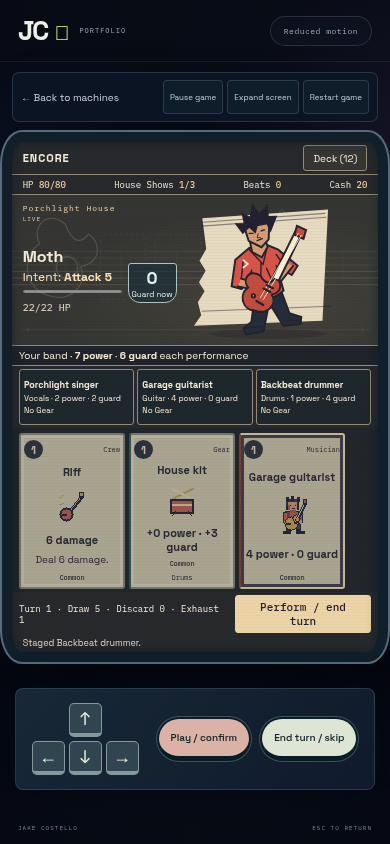 JC
PORTFOLIO
Reduced motion
← Back to machines
Pause game
Expand screen
Restart game
ENCORE
Deck (12)
HP 80/80
House Shows 1/3
Beats 0
Cash 20
Porchlight House
LIVE
Moth
Intent: Attack 5
22/22 HP
0
Guard now
Your band · 7 power · 6 guard each performance
Porchlight singer
Vocals · 2 power · 2 guard
No Gear
Garage guitarist
Guitar · 4 power · 0 guard
No Gear
Backbeat drummer
Drums · 1 power · 4 guard
No Gear
1
Crew
Riff
6 damage
Deal 6 damage.
Common
1
Gear
House kit
+0 power · +3
guard
Common
Drums
1
Musician
Garage guitarist
4 power · 0 guard
Common
Turn 1 · Draw 5 · Discard 0 · Exhaust
1
Perform / end
turn
Staged Backbeat drummer.
↑
← ↓ →
Play / confirm
End turn / skip
JAKE COSTELLO
ESC TO RETURN